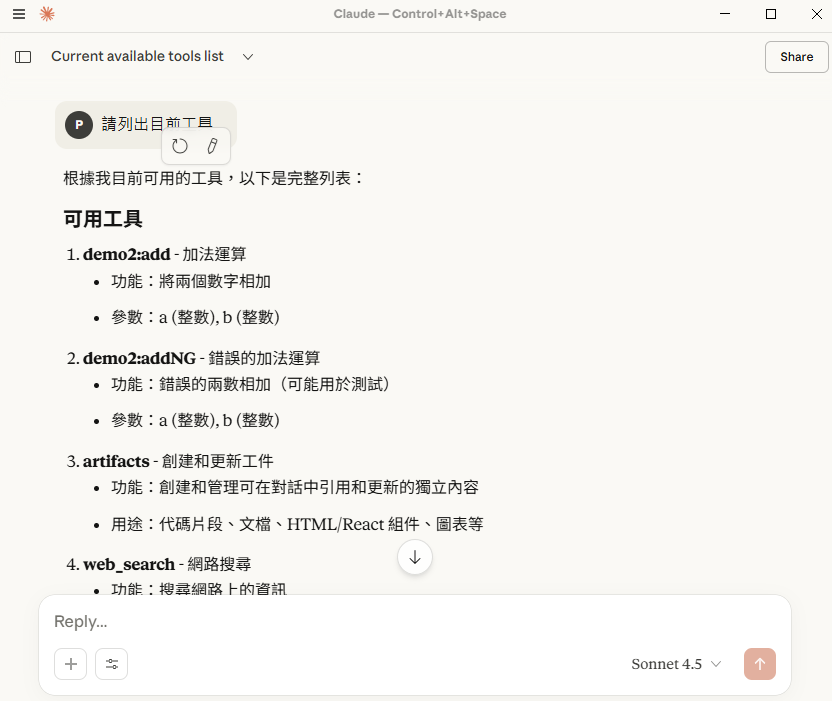 Claude — Control+Alt+Space
Current available tools list
Share
P
請列出目前工具
根據我目前可用的工具，以下是完整列表：
可用工具
1. demo2:add - 加法運算
• 功能：將兩個數字相加
• 參數：a (整數), b (整數)
2. demo2:addNG - 錯誤的加法運算
• 功能：錯誤的兩數相加（可能用於測試）
• 參數：a (整數), b (整數)
3. artifacts - 創建和更新工件
• 功能：創建和管理可在對話中引用和更新的獨立內容
• 用途：代碼片段、文檔、HTML/React 組件、圖表等
4. web_search - 網路搜尋
• 功能：搜尋網路上的資訊
Reply...
Sonnet 4.5